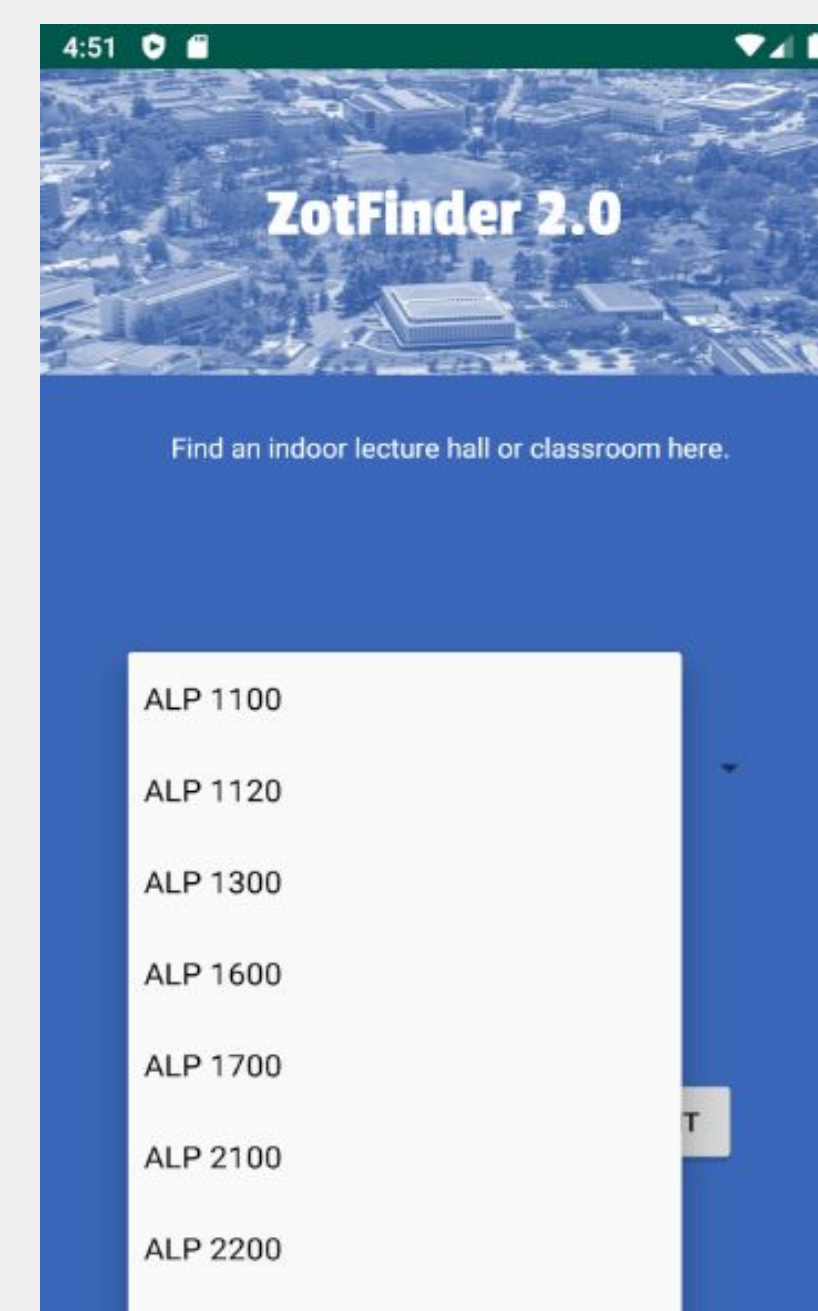 4:51
ZotFinder 2.0
Find an indoor lecture hall or classroom here.
ALP 1100
ALP 1120
ALP 1300
ALP 1600
ALP 1700
T
ALP 2100
ALP 2200